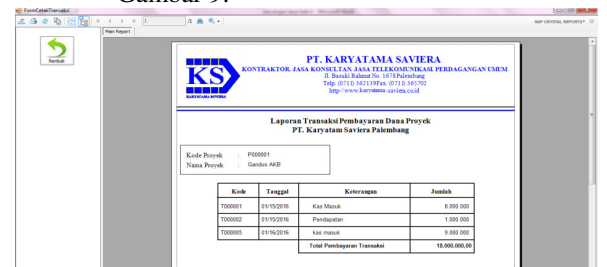 Gambar 9.
FormCetakTransaksi
1
SAP CRYSTAL REPORTS®
Main Report
Kembali
KS
KARYATAMA SAVIERA
PT. KARYATAMA SAVIERA
KONTRAKTOR. JASA KONSULTAN. JASA TELEKOMUNIKASI. PERDAGANGAN UMUM
Jl. Basuki Rahmat No. 1678 Palembang
Telp. (0711) 362139 Fax. (0711) 365702
http://www.karyatama-saviera.co.id
Laporan Transaksi Pembayaran Dana Proyek
PT. Karyatam Saviera Palembang
Kode Proyek : P000001
Nama Proyek : Gandus AKB
Kode Tanggal Keterangan Jumlah
T000001 01/15/2016 Kas Masuk 8.000.000
T000002 01/15/2016 Pendapatan 1.000.000
T000005 01/16/2016 kas masuk 9.000.000
Total Pembayaran Transaksi 18.000.000,00